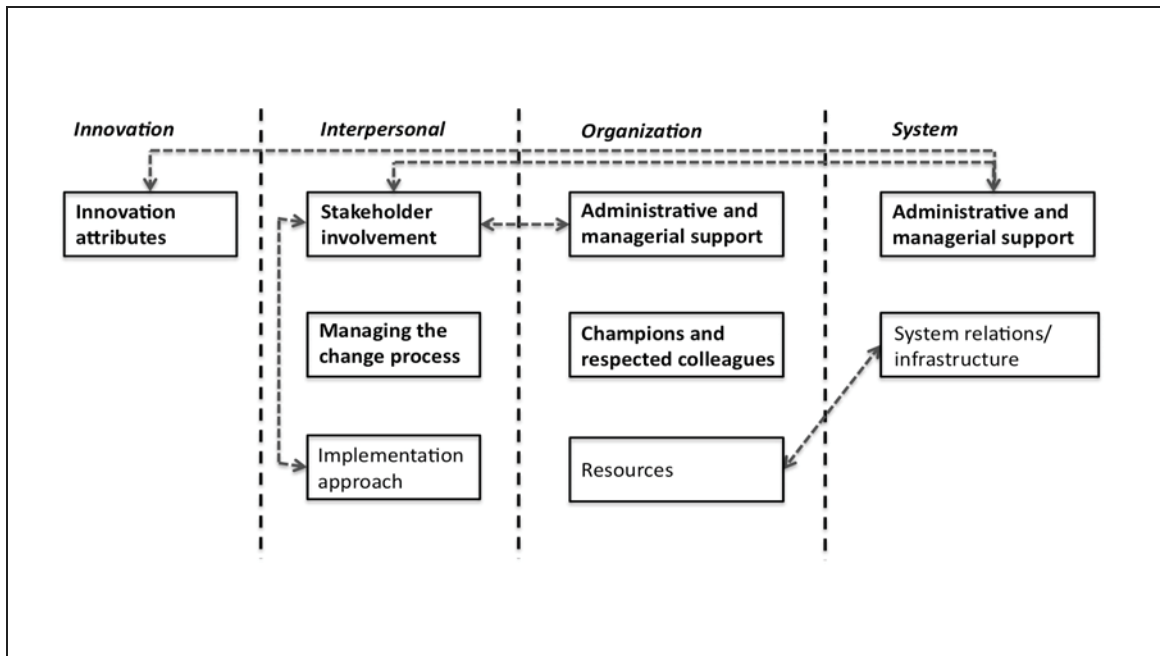 Innovation
Interpersonal
Organization
System
Innovation
attributes
Stakeholder
involvement
Administrative and
managerial support
Administrative and
managerial support
Managing the
change process
Champions and
respected colleagues
System relations/
infrastructure
Implementation
approach
Resources